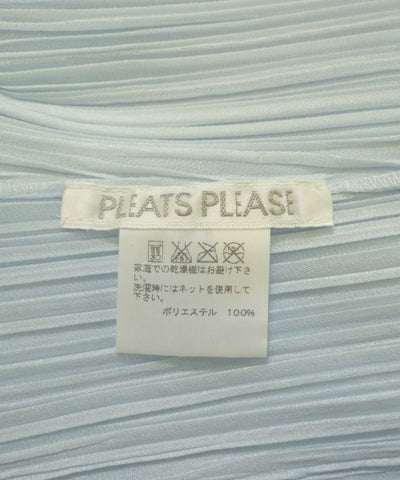 PLEATS PLEASE
家庭での乾燥機はお避け下さ
い。
洗濯時にはネットを使用して
下さい。
ポリエステル 100%